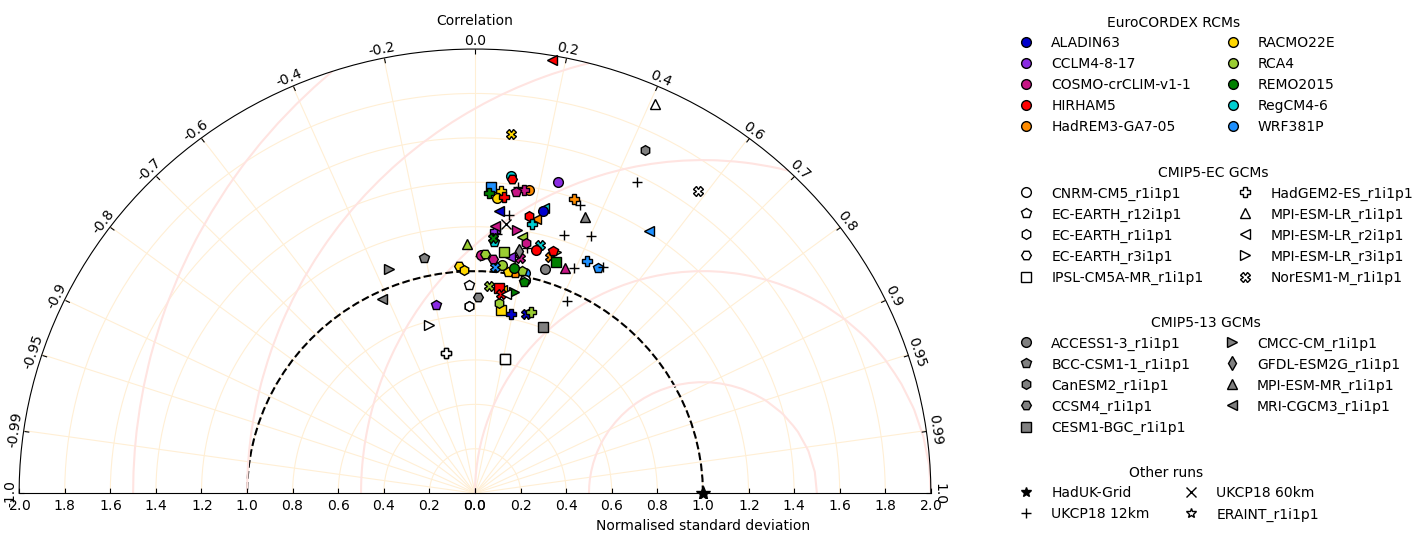 Correlation
0.0
-0.2
0.2
-0.4
0.4
-0.6
0.6
-0.7
0.7
-0.8
0.8
-0.9
0.9
-0.95
0.95
-0.99
0.99
-1.0
1.0
2.0 1.8 1.6 1.4 1.2 1.0 0.8 0.6 0.4 0.2 0.0 0.2 0.4 0.6 0.8 1.0 1.2 1.4 1.6 1.8 2.0
Normalised standard deviation
EuroCORDEX RCMs
ALADIN63 RACMO22E
CCLM4-8-17 RCA4
COSMO-crCLIM-v1-1 REMO2015
HIRHAM5 RegCM4-6
HadREM3-GA7-05 WRF381P
CMIP5-EC GCMs
CNRM-CM5_r1i1p1 HadGEM2-ES_r1i1p1
EC-EARTH_r12i1p1 MPI-ESM-LR_r1i1p1
EC-EARTH_r1i1p1 MPI-ESM-LR_r2i1p1
EC-EARTH_r3i1p1 MPI-ESM-LR_r3i1p1
IPSL-CM5A-MR_r1i1p1 NorESM1-M_r1i1p1
CMIP5-13 GCMs
ACCESS1-3_r1i1p1 CMCC-CM_r1i1p1
BCC-CSM1-1_r1i1p1 GFDL-ESM2G_r1i1p1
CanESM2_r1i1p1 MPI-ESM-MR_r1i1p1
CCSM4_r1i1p1 MRI-CGCM3_r1i1p1
CESM1-BGC_r1i1p1
Other runs
HadUK-Grid UKCP18 60km
UKCP18 12km ERAINT_r1i1p1